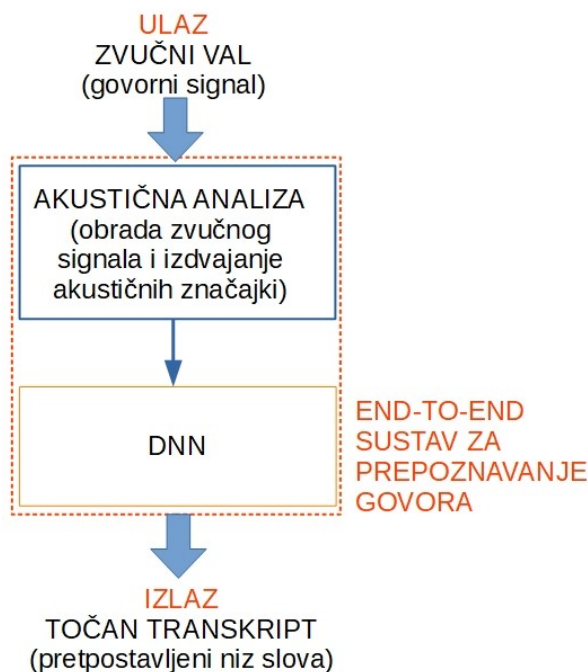 ULAZ
ZVUČNI VAL
(govorni signal)
AKUSTIČNA ANALIZA
(obrada zvučnog
signala i izdvajanje
akustičnih značajki)
DNN
END-TO-END
SUSTAV ZA
PREPOZNAVANJE
GOVORA
IZLAZ
TOČAN TRANSKRIPT
(pretpostavljeni niz slova)